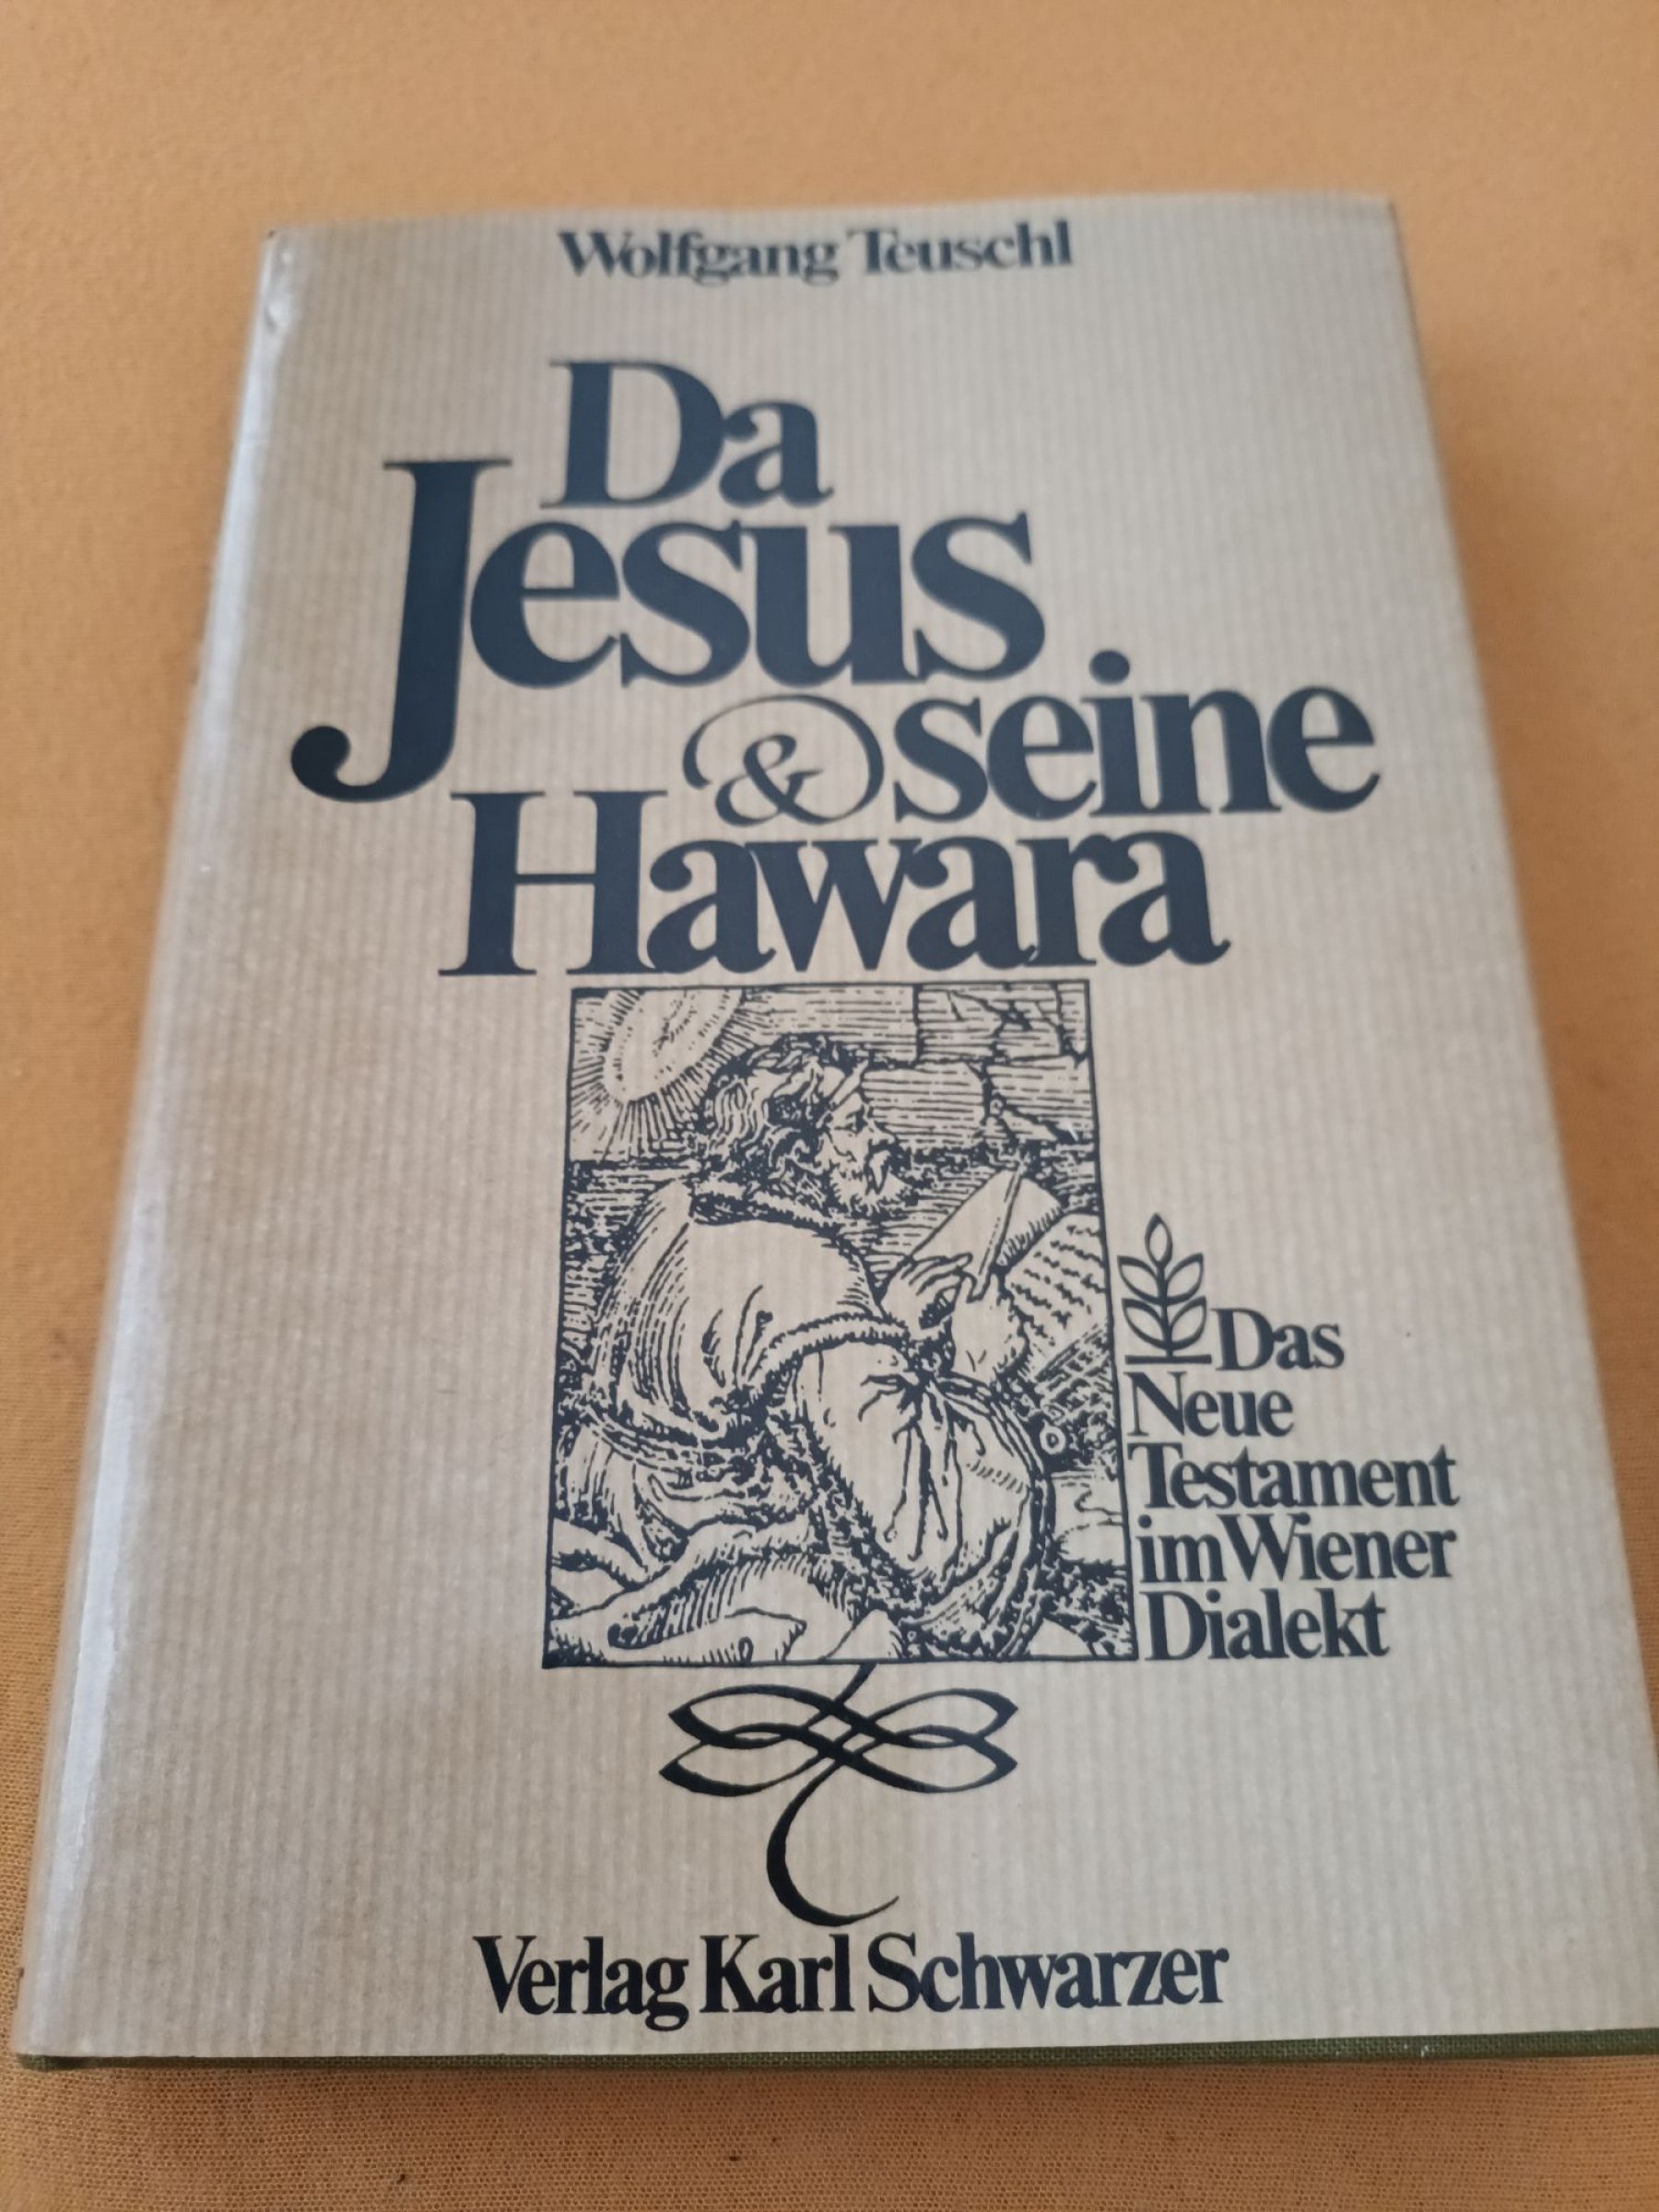 Wolfgang Teuschl
Da
Jesus
& seine
Hawara
Das
Neue
Testament
im Wiener
Dialekt
Verlag Karl Schwarzer